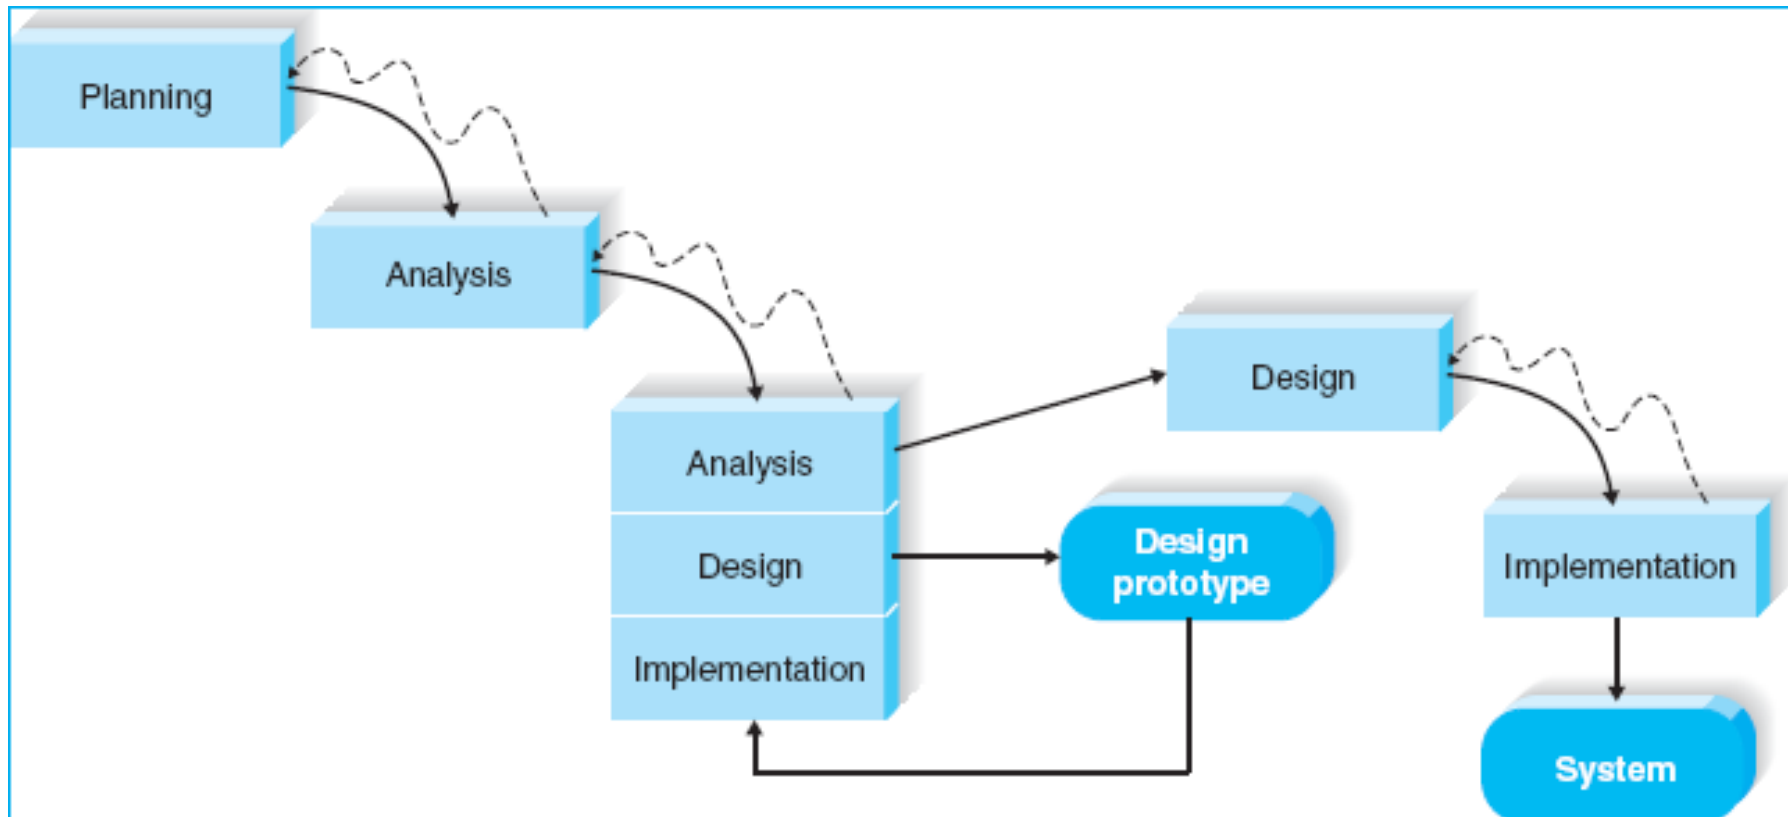 Planning
Analysis
Analysis
Design
Implementation
Design
prototype
Design
Implementation
System